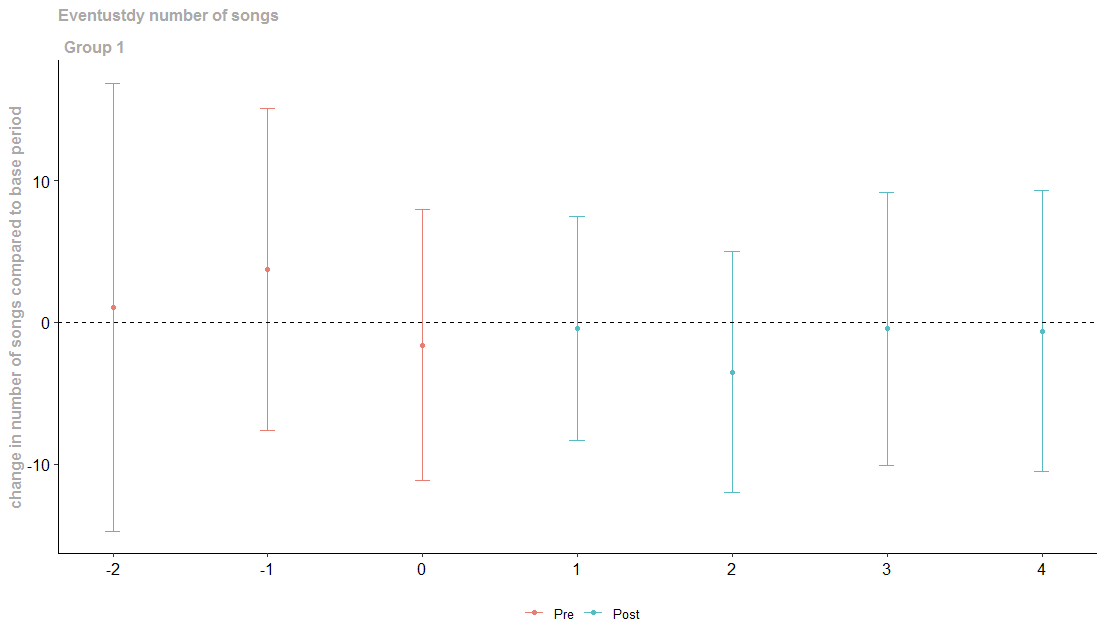 Eventustdy number of songs
Group 1
change in number of songs compared to base period
10
0
-10
-2 -1 0 1 2 3 4
Pre Post